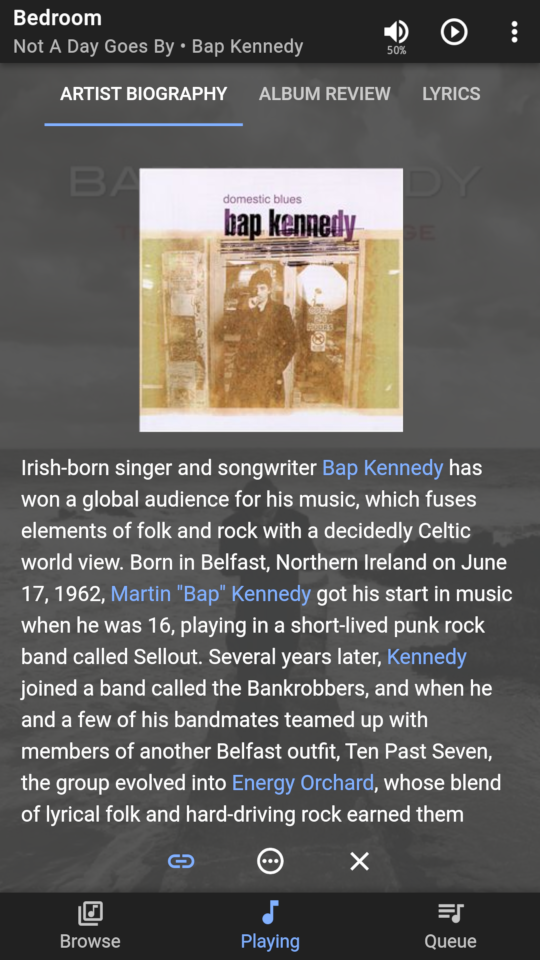 Bedroom
Not A Day Goes By • Bap Kennedy
50%
ARTIST BIOGRAPHY ALBUM REVIEW LYRICS
domestic blues
bap kennedy
Irish-born singer and songwriter Bap Kennedy has
won a global audience for his music, which fuses
elements of folk and rock with a decidedly Celtic
world view. Born in Belfast, Northern Ireland on June
17, 1962, Martin "Bap" Kennedy got his start in music
when he was 16, playing in a short-lived punk rock
band called Sellout. Several years later, Kennedy
joined a band called the Bankrobbers, and when he
and a few of his bandmates teamed up with
members of another Belfast outfit, Ten Past Seven,
the group evolved into Energy Orchard, whose blend
of lyrical folk and hard-driving rock earned them
Browse Playing Queue